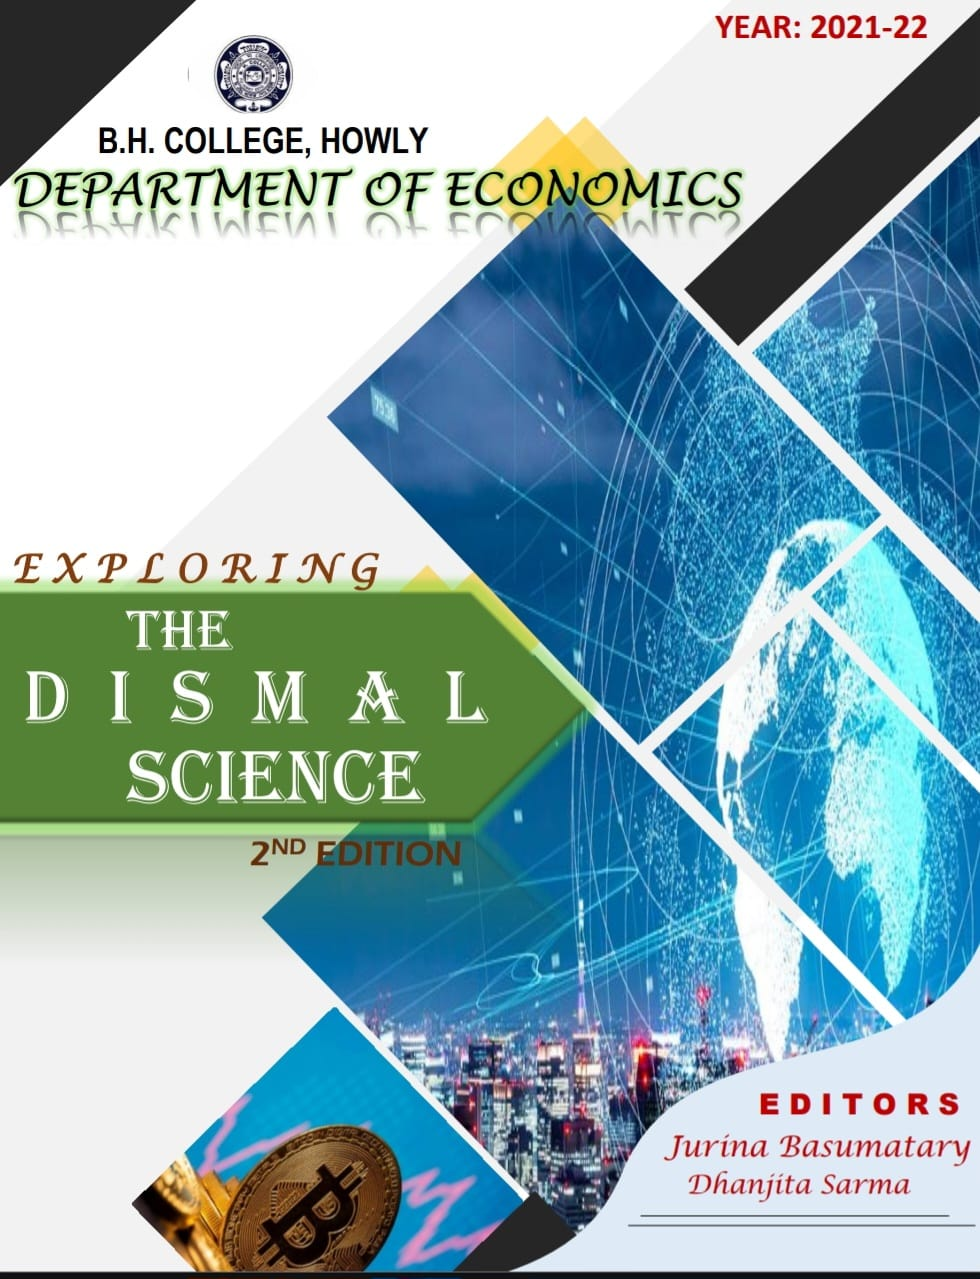 YEAR: 2021-22
B.H. COLLEGE, HOWLY
DEPARTMENT OF ECONOMICS
EXPLORING
THE
DISMAL
SCIENCE
2ND EDITION
EDITORS
Jurina Basumatary
Dhanjita Sarma